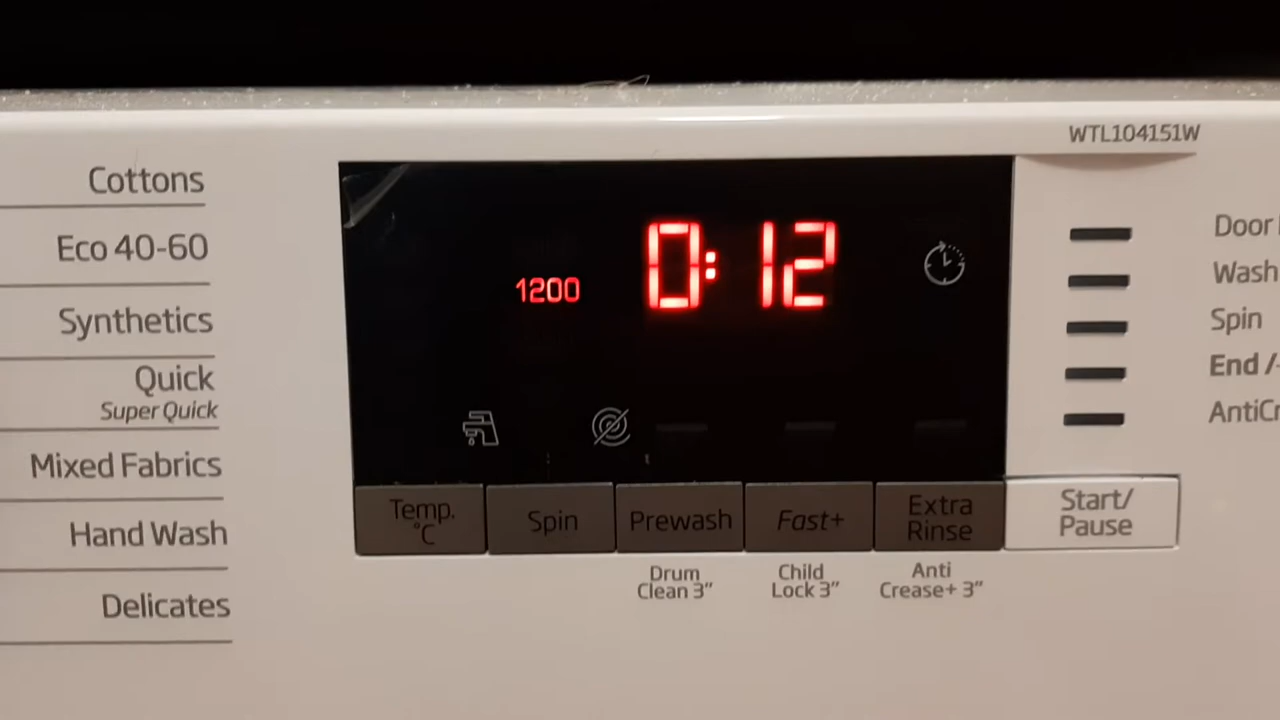 WTL104151W
Cottons
Eco 40-60
Synthetics
Quick
Super Quick
Mixed Fabrics
Hand Wash
Delicates
1200
0:12
Temp.
°C
Spin
Prewash
Fast+
Extra
Rinse
Start/
Pause
Drum
Clean 3”
Child
Lock 3”
Anti
Crease+ 3”
Door
Wash
Spin
End /
AntiCr